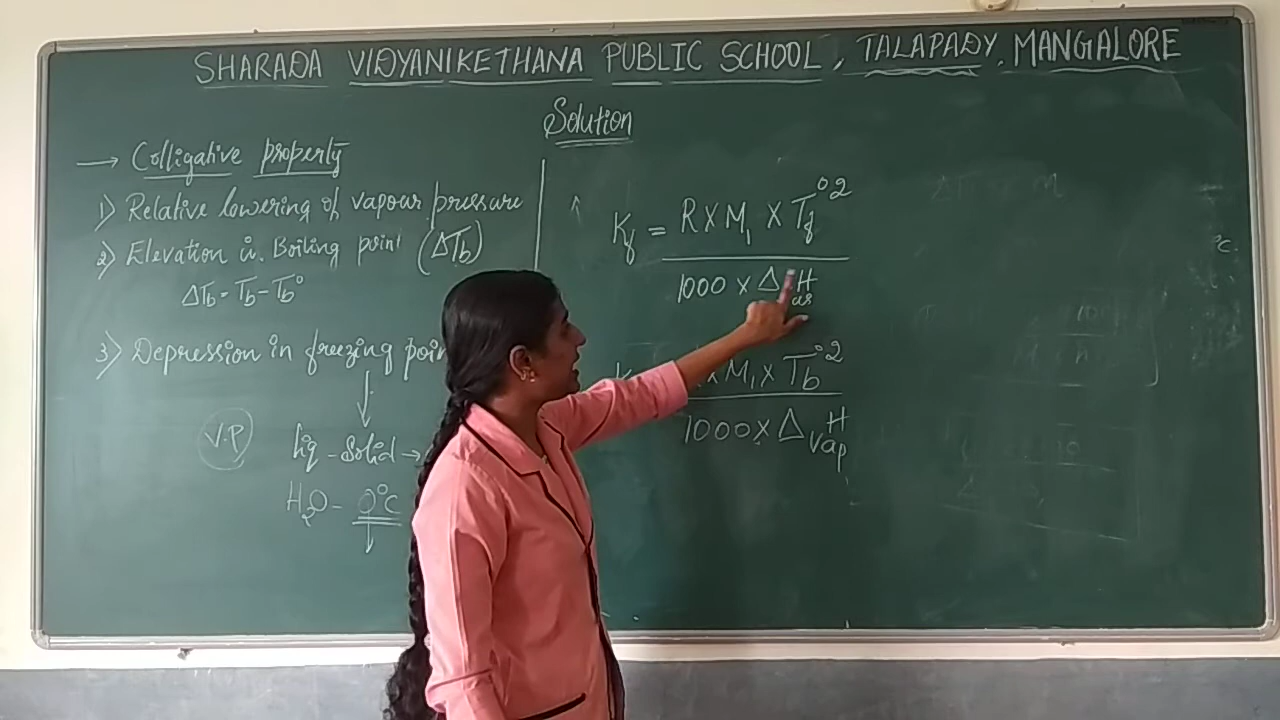 SHARADA VIDYANIKETHANA PUBLIC SCHOOL, TALAPADY, MANGALORE
Solution
→ Colligative property
1) Relative lowering of vapour pressure
2) Elevation in Boiling point (ΔTb)
ΔTb = Tb - Tb°
3) Depression in freezing poin
V.P
liq - Solid →
H₂O - 0°C
Kf = R X M₁ X Tf°²
1000 X Δ H
us
X M₁ X Tb°²
1000 X Δvap H